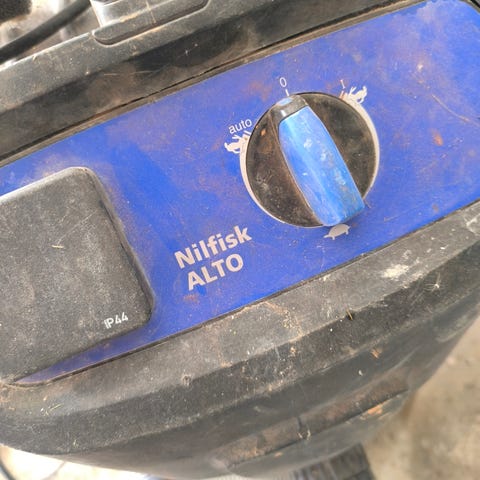 0
I
auto
Nilfisk
ALTO
IP44